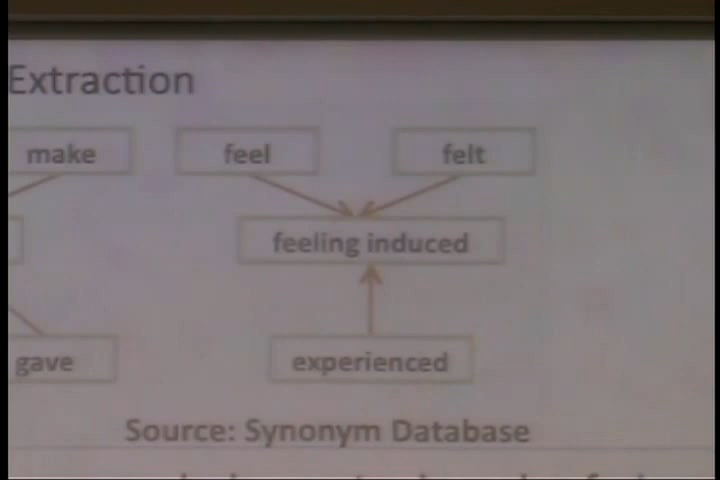 Extraction
make feel felt
feeling induced
gave experienced
Source: Synonym Database